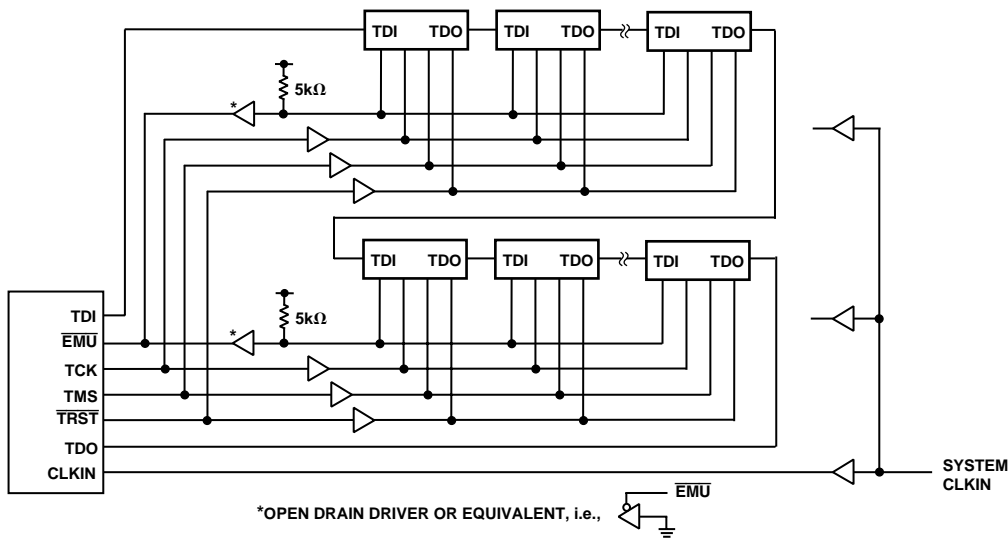 TDI TDO TDI TDO TDI TDO
5kΩ
*
TDI TDO TDI TDO TDI TDO
5kΩ
*
TDI
EMU
TCK
TMS
TRST
TDO
CLKIN
SYSTEM
CLKIN
EMU
*OPEN DRAIN DRIVER OR EQUIVALENT, i.e.,